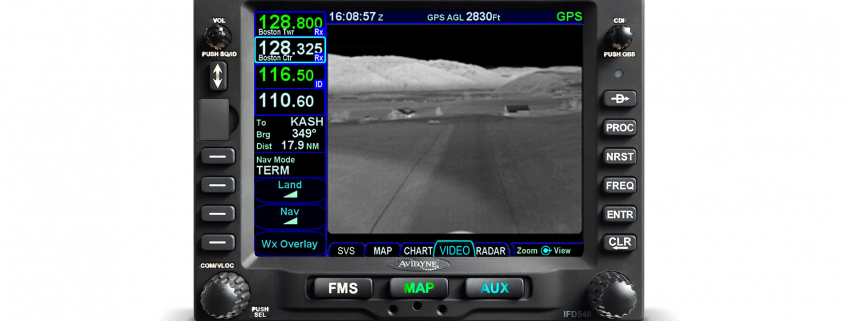 VOL
PUSH SQ/ID
128.800
Boston Twr Rx
128.325
Boston Ctr Rx
116.50
ID
110.60
To KASH
Brg 349°
Dist 17.9 NM
Nav Mode
TERM
Land
Nav
Wx Overlay
16:08:57 Z GPS AGL 2830Ft GPS
SVS MAP CHART VIDEO RADAR Zoom View
CDI
PUSH OBS
D
PROC
NRST
FREQ
ENTR
CLR
COM/VLOC
PUSH
SEL
AVIDYNE
FMS MAP AUX
IFD540